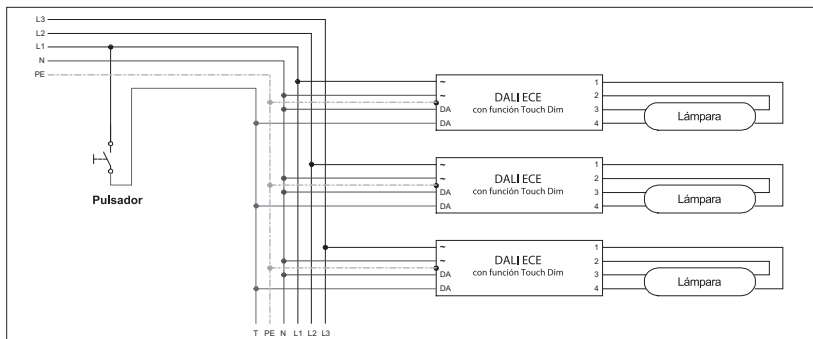 L3
L2
L1
N
PE
Pulsador
~
~
DA
DA
DALI ECE
con función Touch Dim
1
2
3
4
Lámpara
~
~
DA
DA
DALI ECE
con función Touch Dim
1
2
3
4
Lámpara
~
~
DA
DA
DALI ECE
con función Touch Dim
1
2
3
4
Lámpara
T PE N L1 L2 L3